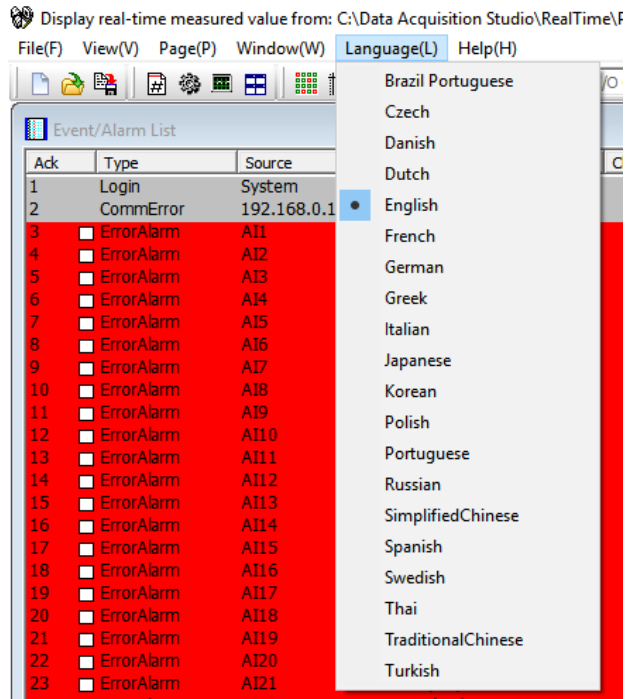 Display real-time measured value from: C:\Data Acquisition Studio\RealTime\
File(F) View(V) Page(P) Window(W) Language(L) Help(H)
Event/Alarm List
Ack Type Source
1 Login System
2 CommError 192.168.0.1
3 ErrorAlarm AI1
4 ErrorAlarm AI2
5 ErrorAlarm AI3
6 ErrorAlarm AI4
7 ErrorAlarm AI5
8 ErrorAlarm AI6
9 ErrorAlarm AI7
10 ErrorAlarm AI8
11 ErrorAlarm AI9
12 ErrorAlarm AI10
13 ErrorAlarm AI11
14 ErrorAlarm AI12
15 ErrorAlarm AI13
16 ErrorAlarm AI14
17 ErrorAlarm AI15
18 ErrorAlarm AI16
19 ErrorAlarm AI17
20 ErrorAlarm AI18
21 ErrorAlarm AI19
22 ErrorAlarm AI20
23 ErrorAlarm AI21
Brazil Portuguese
Czech
Danish
Dutch
English
French
German
Greek
Italian
Japanese
Korean
Polish
Portuguese
Russian
SimplifiedChinese
Spanish
Swedish
Thai
TraditionalChinese
Turkish